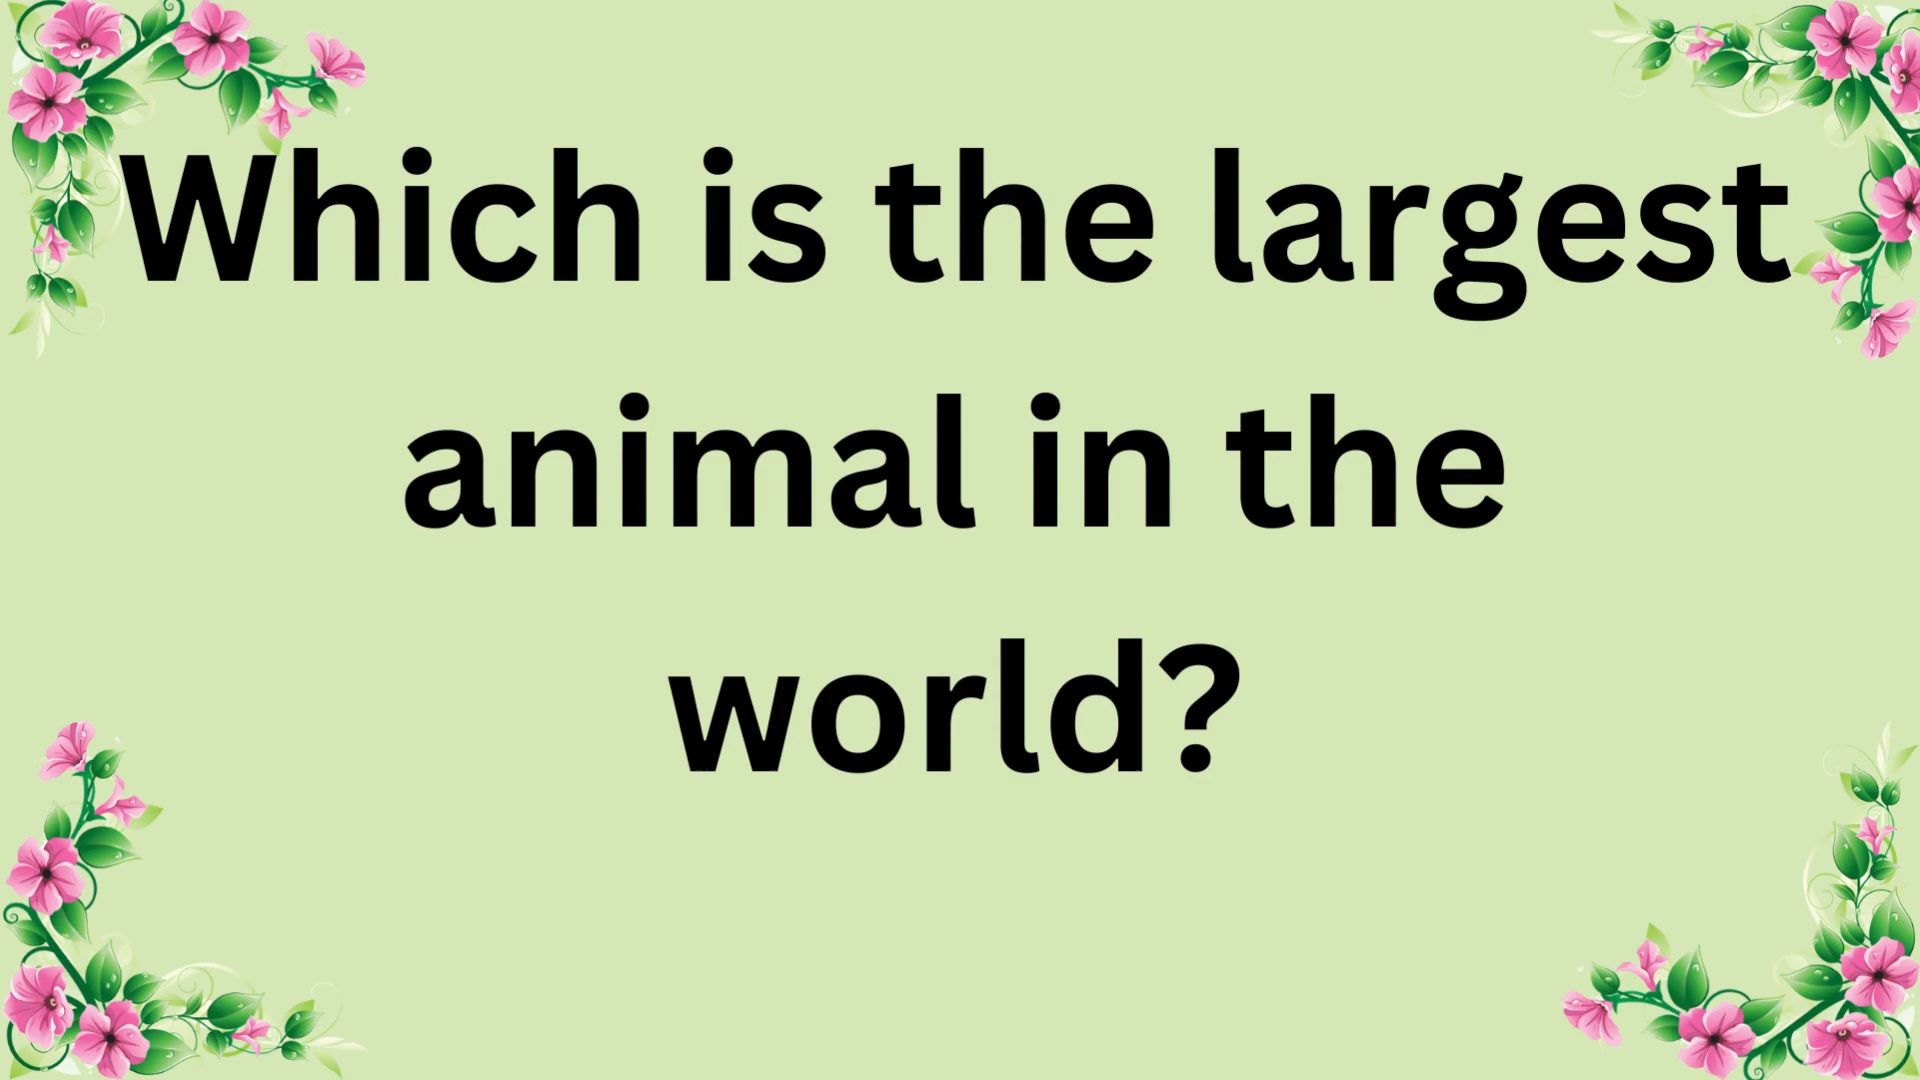 Which is the largest
animal in the
world?